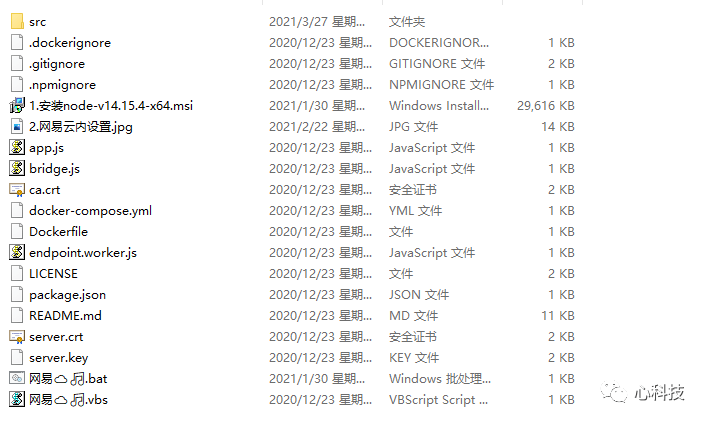 src 2021/3/27 星期... 文件夹
.dockerignore 2020/12/23 星期... DOCKERIGNOR... 1 KB
.gitignore 2020/12/23 星期... GITIGNORE 文件 2 KB
.npmignore 2020/12/23 星期... NPMIGNORE 文件 1 KB
1.安装node-v14.15.4-x64.msi 2021/1/30 星期... Windows Install... 29,616 KB
2.网易云内设置.jpg 2021/2/22 星期... JPG 文件 14 KB
app.js 2020/12/23 星期... JavaScript 文件 1 KB
bridge.js 2020/12/23 星期... JavaScript 文件 1 KB
ca.crt 2020/12/23 星期... 安全证书 2 KB
docker-compose.yml 2020/12/23 星期... YML 文件 1 KB
Dockerfile 2020/12/23 星期... 文件 1 KB
endpoint.worker.js 2020/12/23 星期... JavaScript 文件 1 KB
LICENSE 2020/12/23 星期... 文件 2 KB
package.json 2020/12/23 星期... JSON 文件 1 KB
README.md 2020/12/23 星期... MD 文件 11 KB
server.crt 2020/12/23 星期... 安全证书 2 KB
server.key 2020/12/23 星期... KEY 文件 2 KB
网易☁🎵.bat 2021/1/30 星期... Windows 批处理... 1 KB
网易☁🎵.vbs 2020/12/23 星期... VBScript Script ... 1 KB
心科技